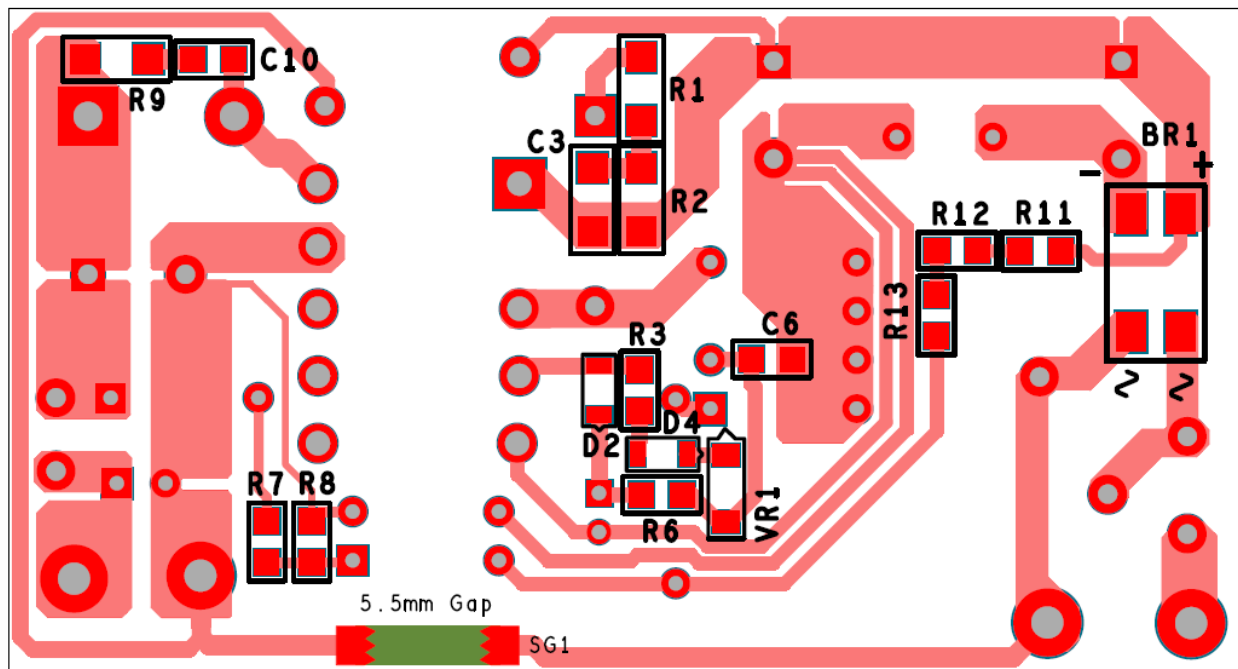 C10
R9
R1
C3
R2
BR1
- +
R12 R11
R13
C6
R3
D2
D4
~ ~
R7 R8
R6
VR1
5.5mm Gap
SG1